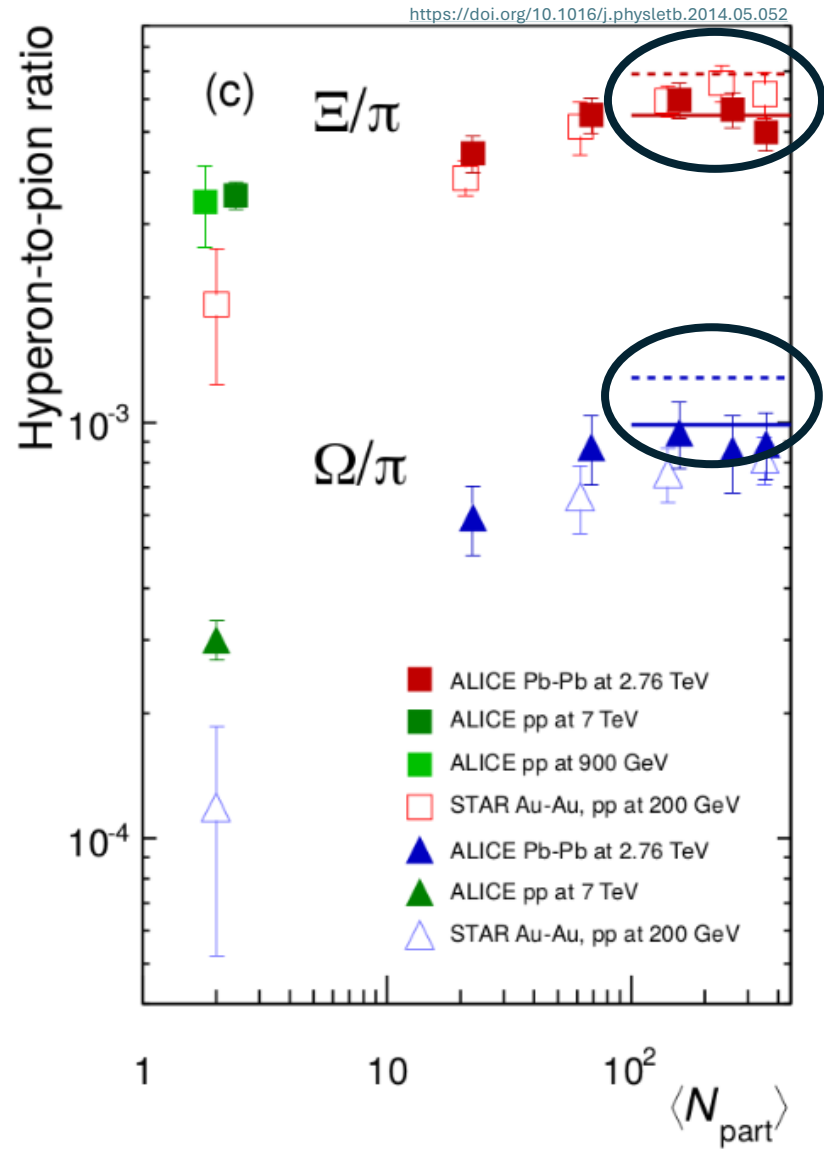 https://doi.org/10.1016/j.physletb.2014.05.052
Hyperon-to-pion ratio
(c)
Ξ/π
10⁻³
Ω/π
ALICE Pb-Pb at 2.76 TeV
ALICE pp at 7 TeV
ALICE pp at 900 GeV
STAR Au-Au, pp at 200 GeV
10⁻⁴
ALICE Pb-Pb at 2.76 TeV
ALICE pp at 7 TeV
STAR Au-Au, pp at 200 GeV
1 10 10²
⟨N_part⟩